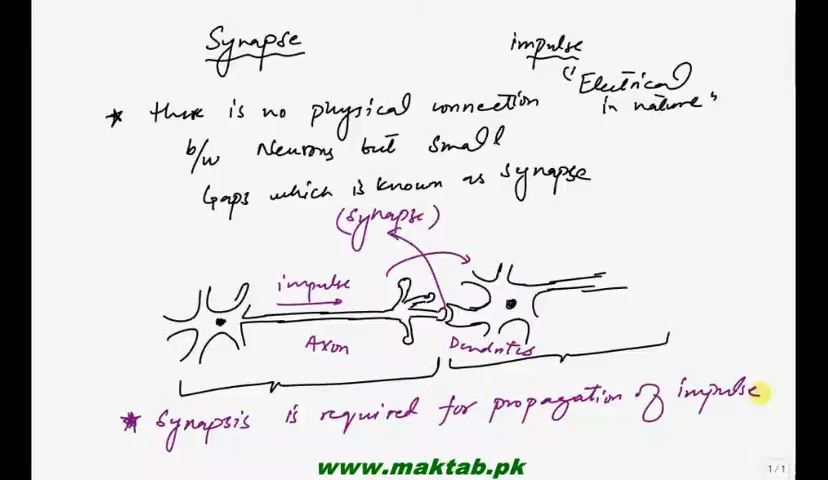 Synapse
impulse
"Electrical
in nature"
* there is no physical connection
b/w Neurons but small
Gaps which is known as synapse
(synapse)
impulse
Axon
Dendrites
* Synapsis is required for propagation of impulse
www.maktab.pk
1/1